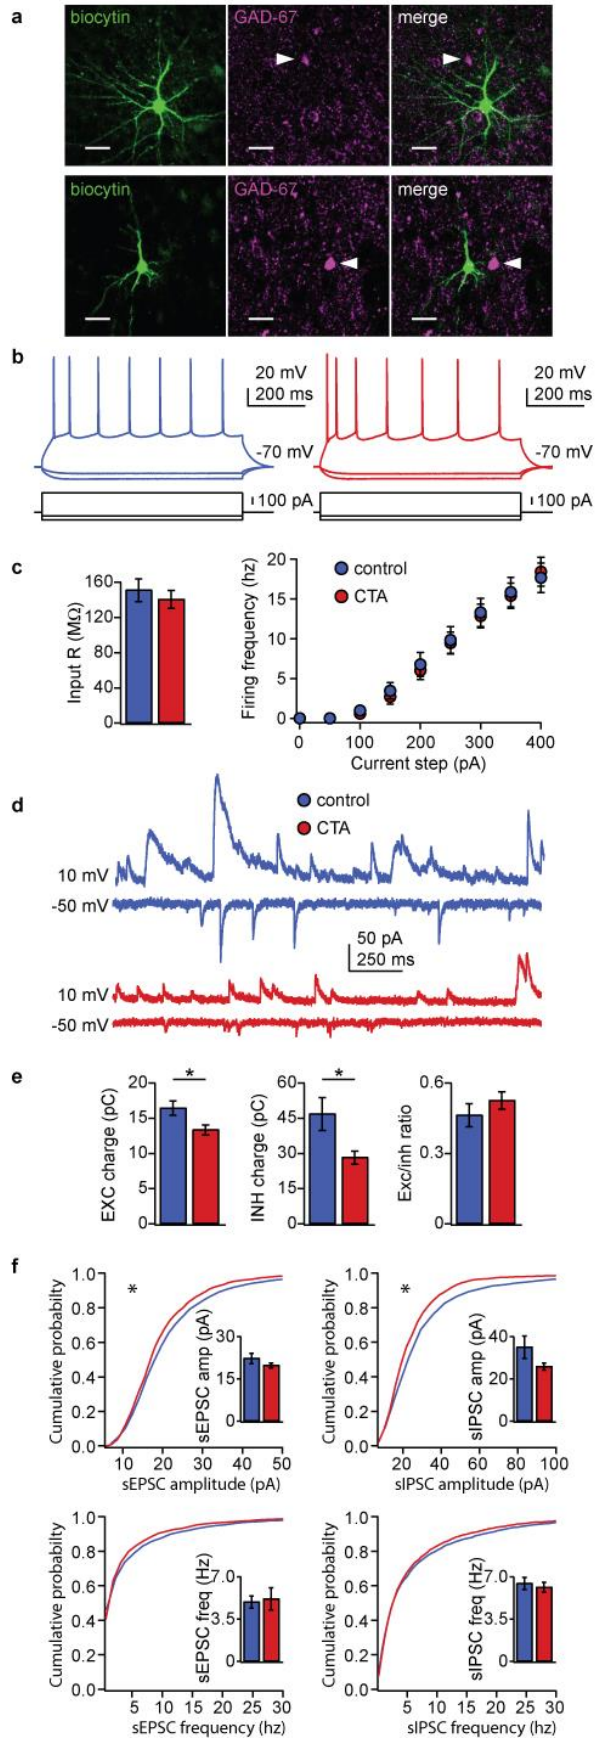 a
biocytin GAD-67 merge
biocytin GAD-67 merge
b
20 mV
200 ms
-70 mV
100 pA
20 mV
200 ms
-70 mV
100 pA
c
Input R (MΩ)
160
120
80
40
0
Firing frequency (hz)
20
15
10
5
0
control
CTA
0 100 200 300 400
Current step (pA)
d
control
CTA
10 mV
-50 mV
50 pA
250 ms
10 mV
-50 mV
e
EXC charge (pC)
20
15
10
15
0
*
INH charge (pC)
60
45
30
15
0
*
Exc/inh ratio
0.6
0.3
0
f
Cumulative probabilty
1.0
0.8
0.6
0.4
0.2
0.0
*
sEPSC amp (pA)
30
15
0
10 20 30 40 50
sEPSC amplitude (pA)
Cumulative probabilty
1.0
0.8
0.6
0.4
0.2
0.0
*
sIPSC amp (pA)
40
20
0
20 40 60 80 100
sIPSC amplitude (pA)
Cumulative probabilty
1.0
0.8
0.6
0.4
0.2
0.0
sEPSC freq (Hz)
7.0
3.5
0
5 10 15 20 25 30
sEPSC frequency (hz)
Cumulative probabilty
1.0
0.8
0.6
0.4
0.2
0.0
sIPSC freq (Hz)
7.0
3.5
0
5 10 15 20 25 30
sIPSC frequency (hz)